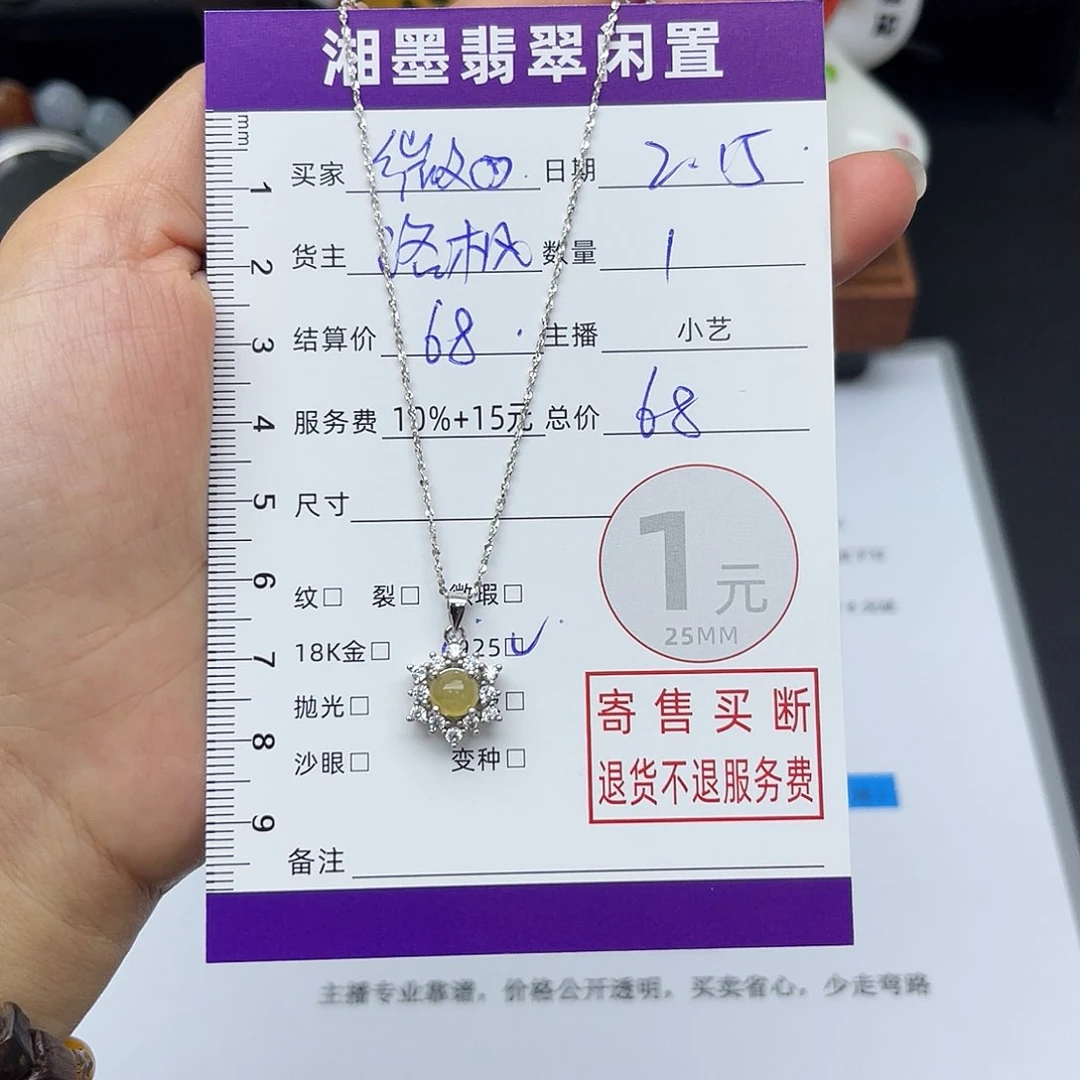 湘墨翡翠闲置
mm
买家 日期 2.15
1
货主 洛枫 数量 1
2
结算价 68 主播 小艺
3
服务费 10%+15元 总价 68
4
尺寸
5
1元
25MM
纹□ 裂□ 微瑕□
6
18K金□ 925□✓
7
抛光□ □
寄售买断
沙眼□ 变种□
8
退货不退服务费
9
备注
主播专业靠谱，价格公开透明，买卖省心，少走弯路